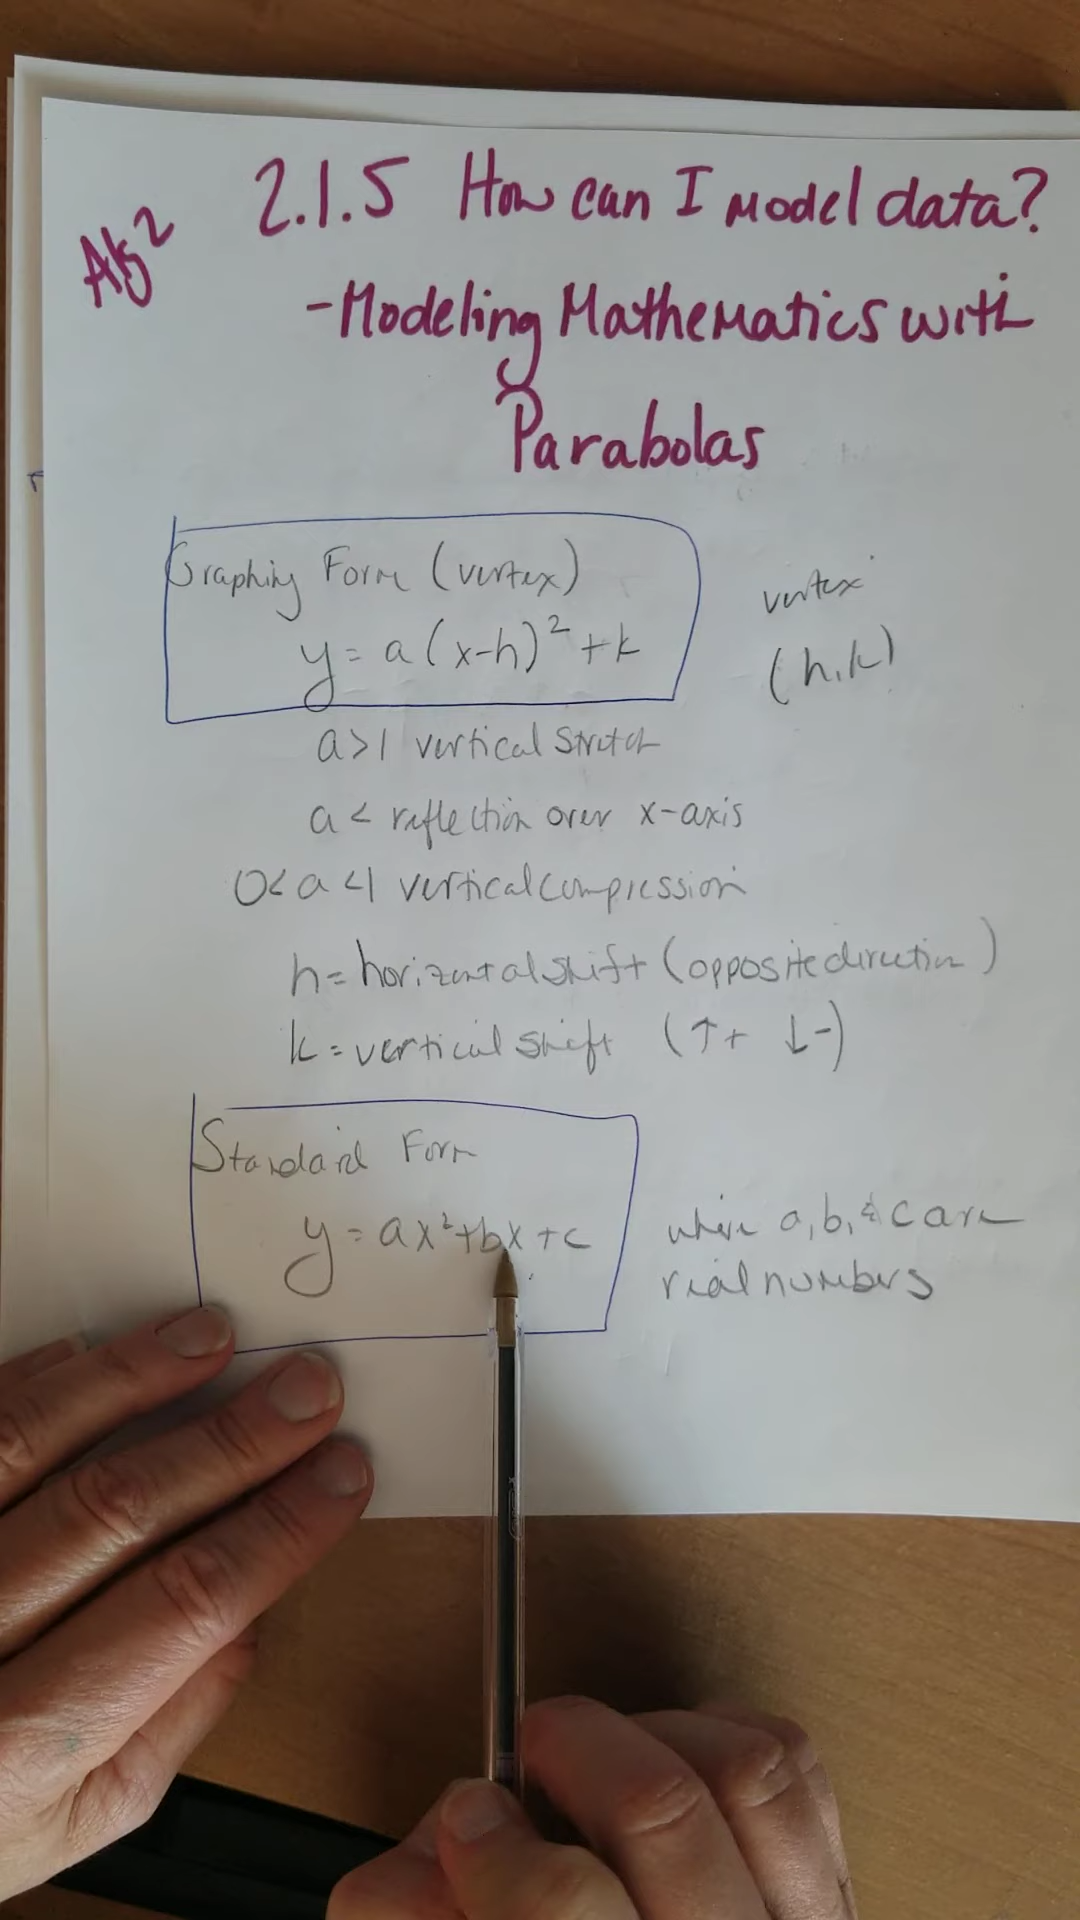 Alg 2
2.1.5 How can I model data?
-Modeling Mathematics with
Parabolas
Graphing Form (vertex)
y = a(x-h)² + k
vertex
(h,k)
a>1 vertical stretch
a < reflection over x-axis
0<a<1 vertical compression
h = horizontal shift (opposite direction)
k = vertical shift (↑+ ↓-)
Standard Form
y = ax²+bx+c
where a, b, & c are
real numbers